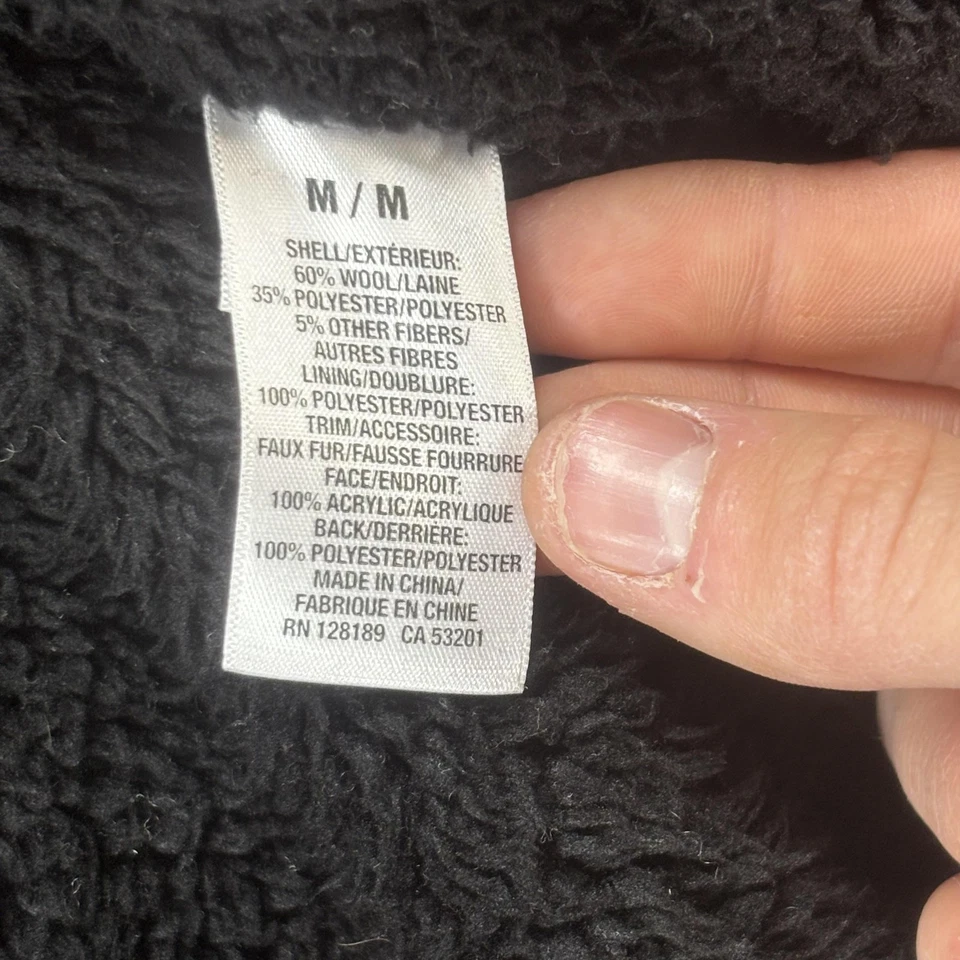 M / M
SHELL/EXTÉRIEUR:
60% WOOL/LAINE
35% POLYESTER/POLYESTER
5% OTHER FIBERS/
AUTRES FIBRES
LINING/DOUBLURE:
100% POLYESTER/POLYESTER
TRIM/ACCESSOIRE:
FAUX FUR/FAUSSE FOURRURE
FACE/ENDROIT:
100% ACRYLIC/ACRYLIQUE
BACK/DERRIÈRE:
100% POLYESTER/POLYESTER
MADE IN CHINA/
FABRIQUE EN CHINE
RN 128189 CA 53201